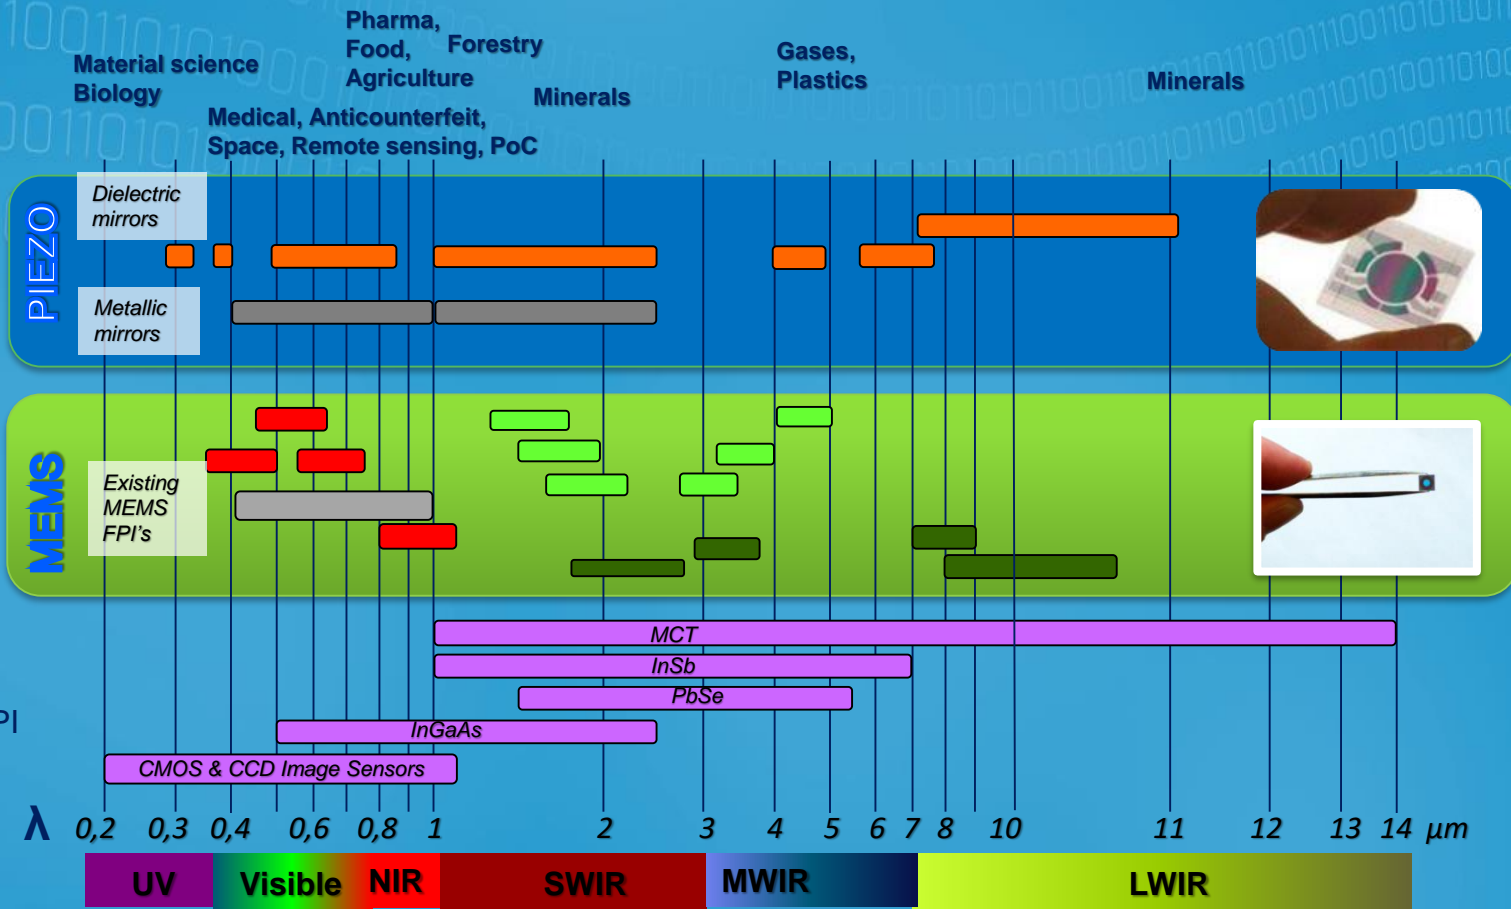 Pharma,
Food,
Agriculture
Forestry
Material science
Biology
Gases,
Plastics
Minerals
Minerals
Medical, Anticounterfeit,
Space, Remote sensing, PoC
PIEZO
Dielectric
mirrors
Metallic
mirrors
MEMS
Existing
MEMS
FPI's
MCT
InSb
PbSe
PI
InGaAs
CMOS & CCD Image Sensors
λ 0,2 0,3 0,4 0,6 0,8 1 2 3 4 5 6 7 8 10 11 12 13 14 μm
UV Visible NIR SWIR MWIR LWIR